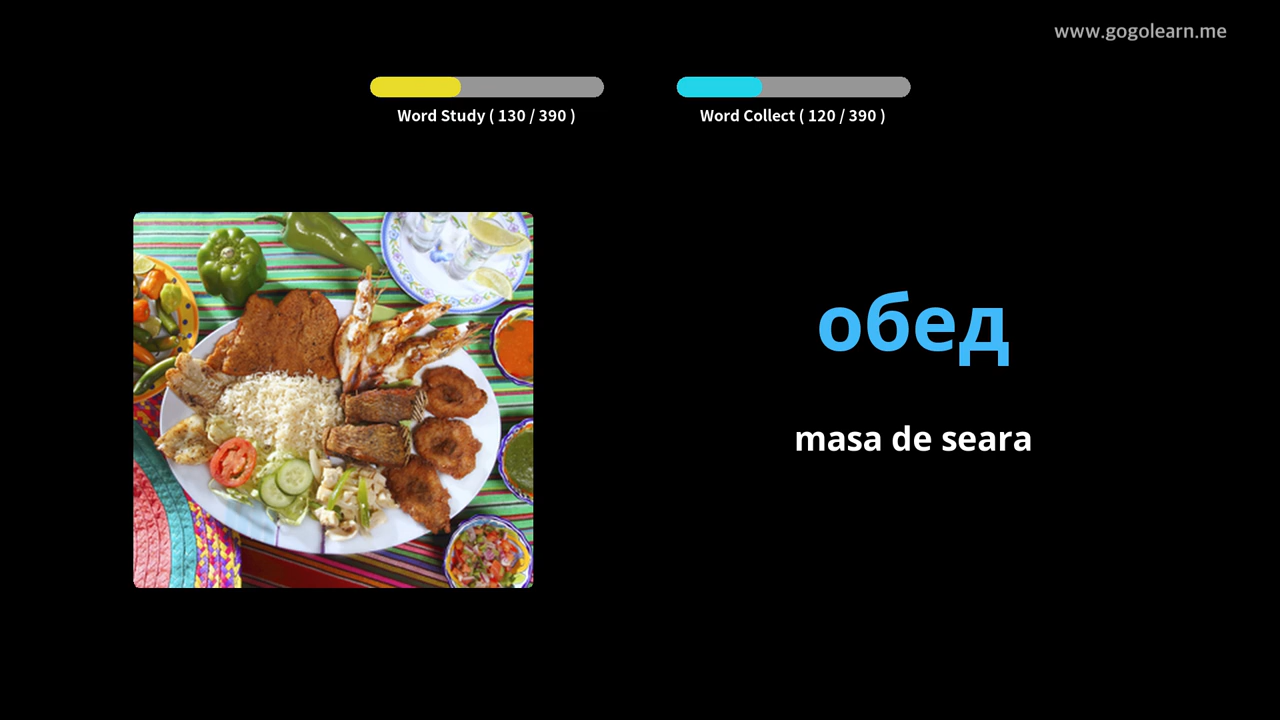 www.gogolearn.me
Word Study ( 130 / 390 )
Word Collect ( 120 / 390 )
обед
masa de seara